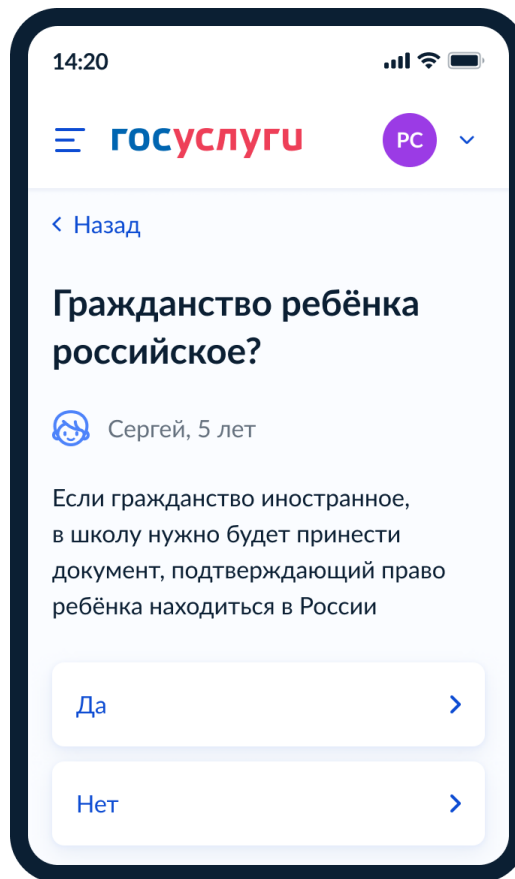 14:20
госуслуги
РС
Назад
Гражданство ребёнка
российское?
Сергей, 5 лет
Если гражданство иностранное,
в школу нужно будет принести
документ, подтверждающий право
ребёнка находиться в России
Да
Нет